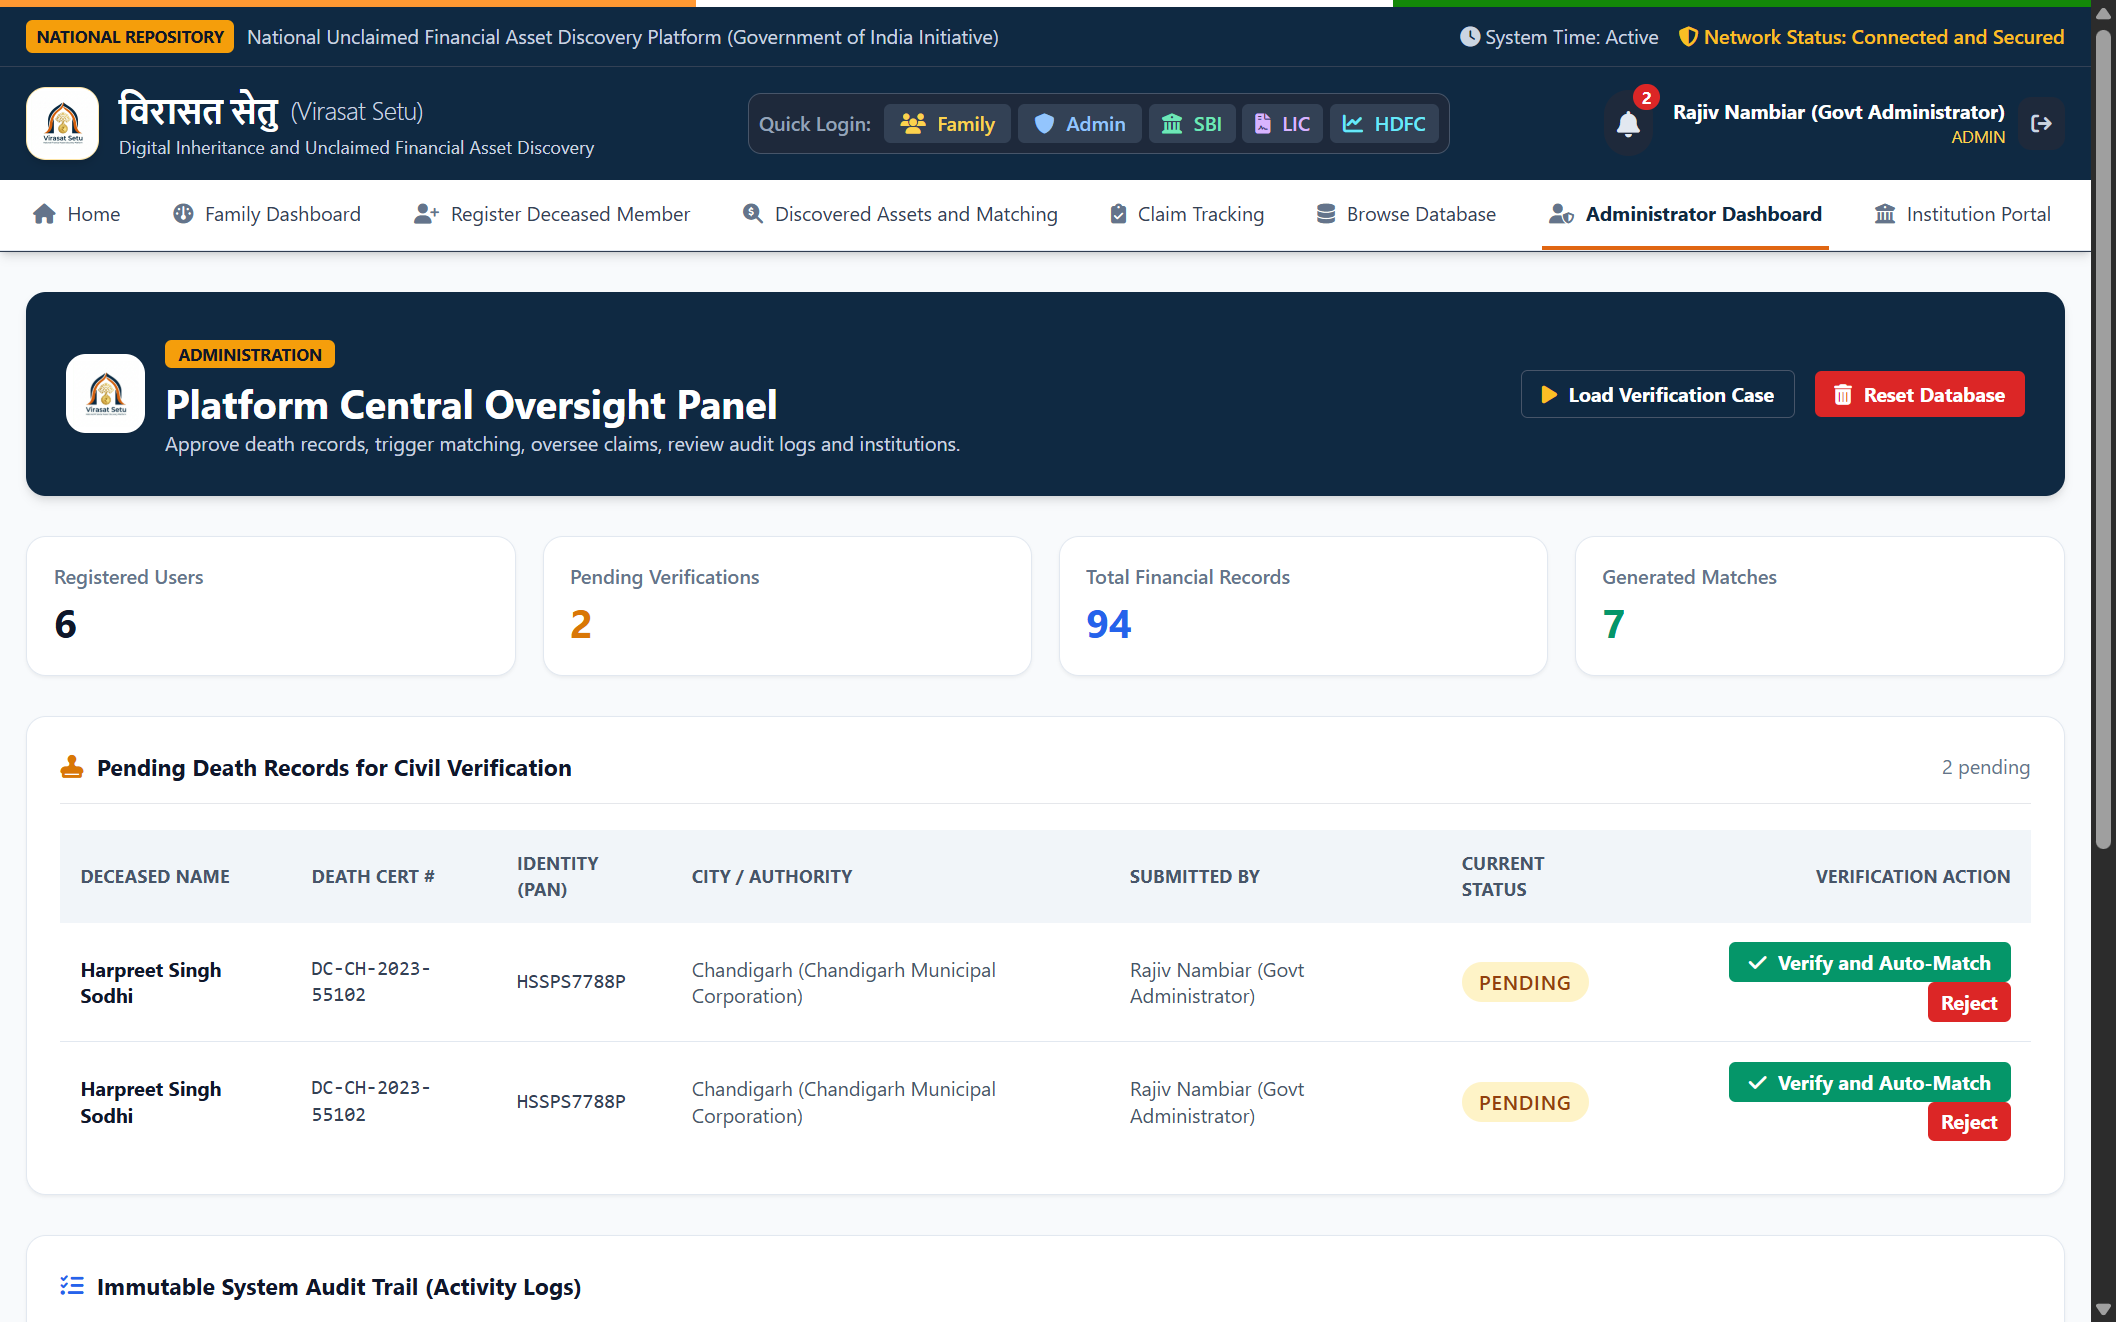 NATIONAL REPOSITORY National Unclaimed Financial Asset Discovery Platform (Government of India Initiative) System Time: Active Network Status: Connected and Secured
Virasat Setu
विरासत सेतु (Virasat Setu)
Digital Inheritance and Unclaimed Financial Asset Discovery
Quick Login: Family Admin SBI LIC HDFC
2
Rajiv Nambiar (Govt Administrator)
ADMIN
Home Family Dashboard Register Deceased Member Discovered Assets and Matching Claim Tracking Browse Database Administrator Dashboard Institution Portal
Virasat Setu
ADMINISTRATION
Platform Central Oversight Panel
Approve death records, trigger matching, oversee claims, review audit logs and institutions.
Load Verification Case Reset Database
Registered Users
6
Pending Verifications
2
Total Financial Records
94
Generated Matches
7
Pending Death Records for Civil Verification 2 pending
DECEASED NAME DEATH CERT # IDENTITY (PAN) CITY / AUTHORITY SUBMITTED BY CURRENT STATUS VERIFICATION ACTION
Harpreet Singh Sodhi DC-CH-2023-55102 HSSPS7788P Chandigarh (Chandigarh Municipal Corporation) Rajiv Nambiar (Govt Administrator) PENDING Verify and Auto-Match Reject
Harpreet Singh Sodhi DC-CH-2023-55102 HSSPS7788P Chandigarh (Chandigarh Municipal Corporation) Rajiv Nambiar (Govt Administrator) PENDING Verify and Auto-Match Reject
Immutable System Audit Trail (Activity Logs)